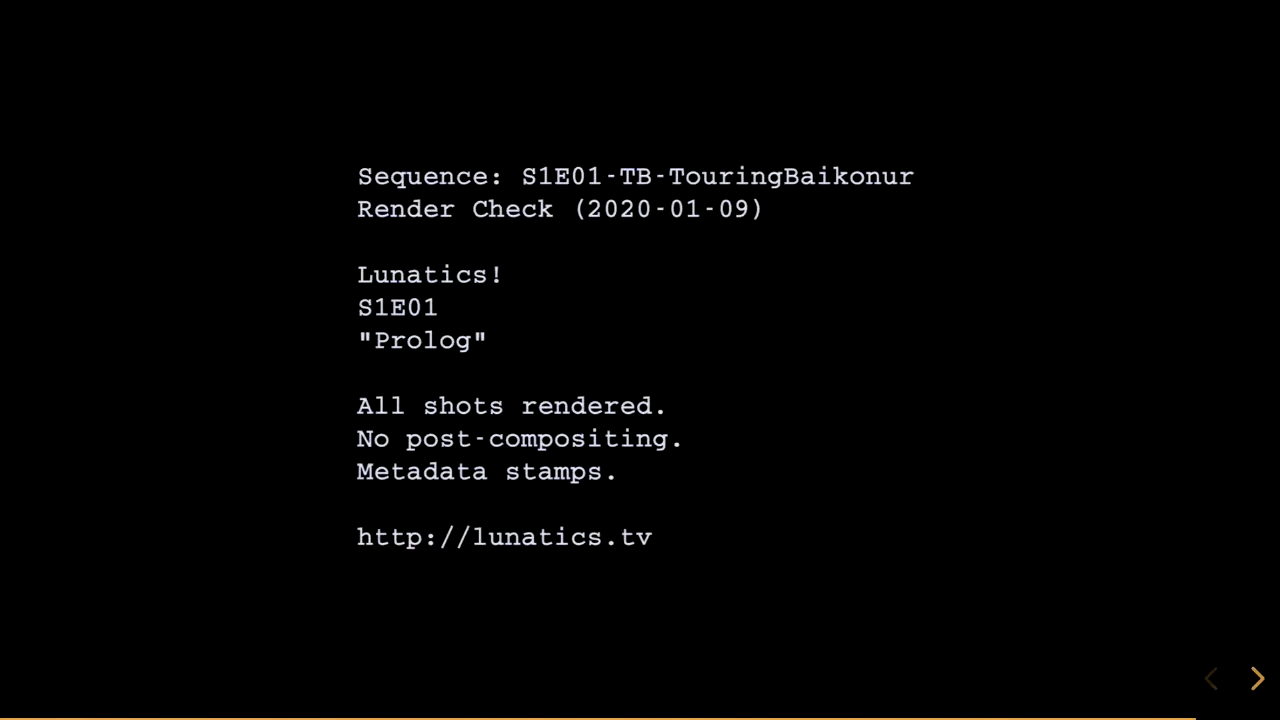 Sequence: S1E01-TB-TouringBaikonur
Render Check (2020-01-09)
Lunatics!
S1E01
"Prolog"
All shots rendered.
No post-compositing.
Metadata stamps.
http://lunatics.tv